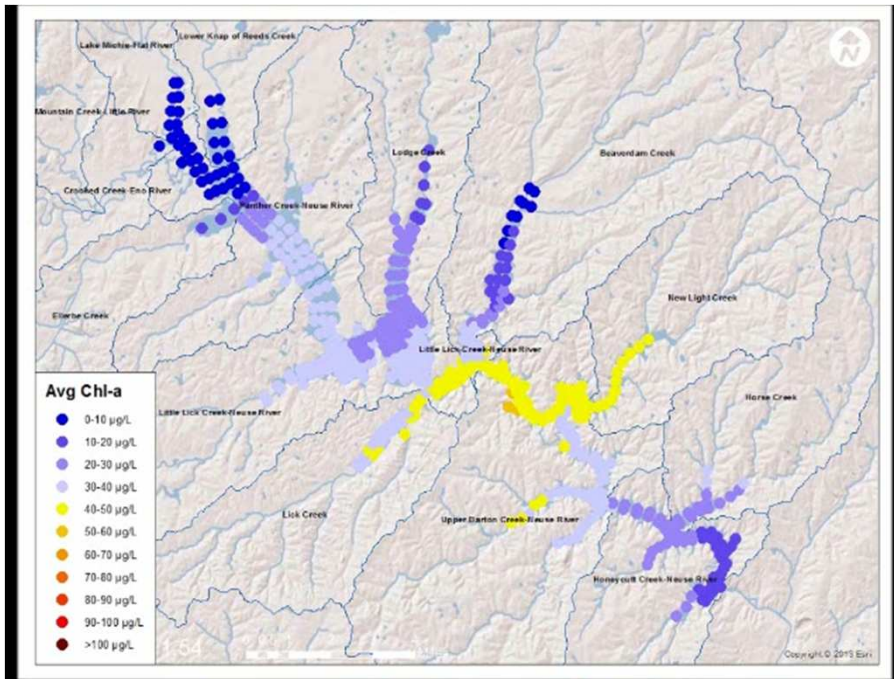 Lower Knap of Reeds Creek
Lake Michie-Flat River
N
Mountain Creek-Little River
Lodge Creek
Beaverdam Creek
Crooked Creek-Eno River
Panther Creek-Neuse River
New Light Creek
Ellerbe Creek
Little Lick Creek-Neuse River
Avg Chl-a
0-10 µg/L
10-20 µg/L
20-30 µg/L
30-40 µg/L
40-50 µg/L
50-60 µg/L
60-70 µg/L
70-80 µg/L
80-90 µg/L
90-100 µg/L
>100 µg/L
Little Lick Creek-Neuse River
Horse Creek
Lick Creek
Upper Barton Creek-Neuse River
Honeycutt Creek-Neuse River
Copyright:© 2013 Esri